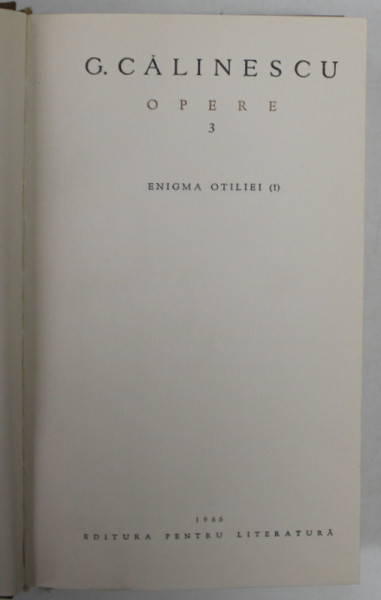 G. CĂLINESCU
OPERE
3
ENIGMA OTILIEI (I)
1966
EDITURA PENTRU LITERATURĂ